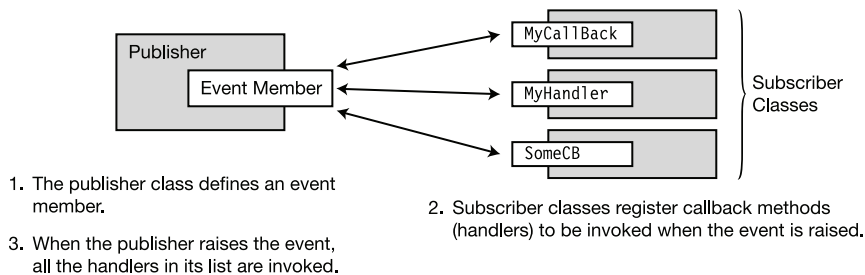 Publisher
Event Member
MyCallBack
MyHandler
SomeCB
Subscriber
Classes
1. The publisher class defines an event
member.
2. Subscriber classes register callback methods
(handlers) to be invoked when the event is raised.
3. When the publisher raises the event,
all the handlers in its list are invoked.